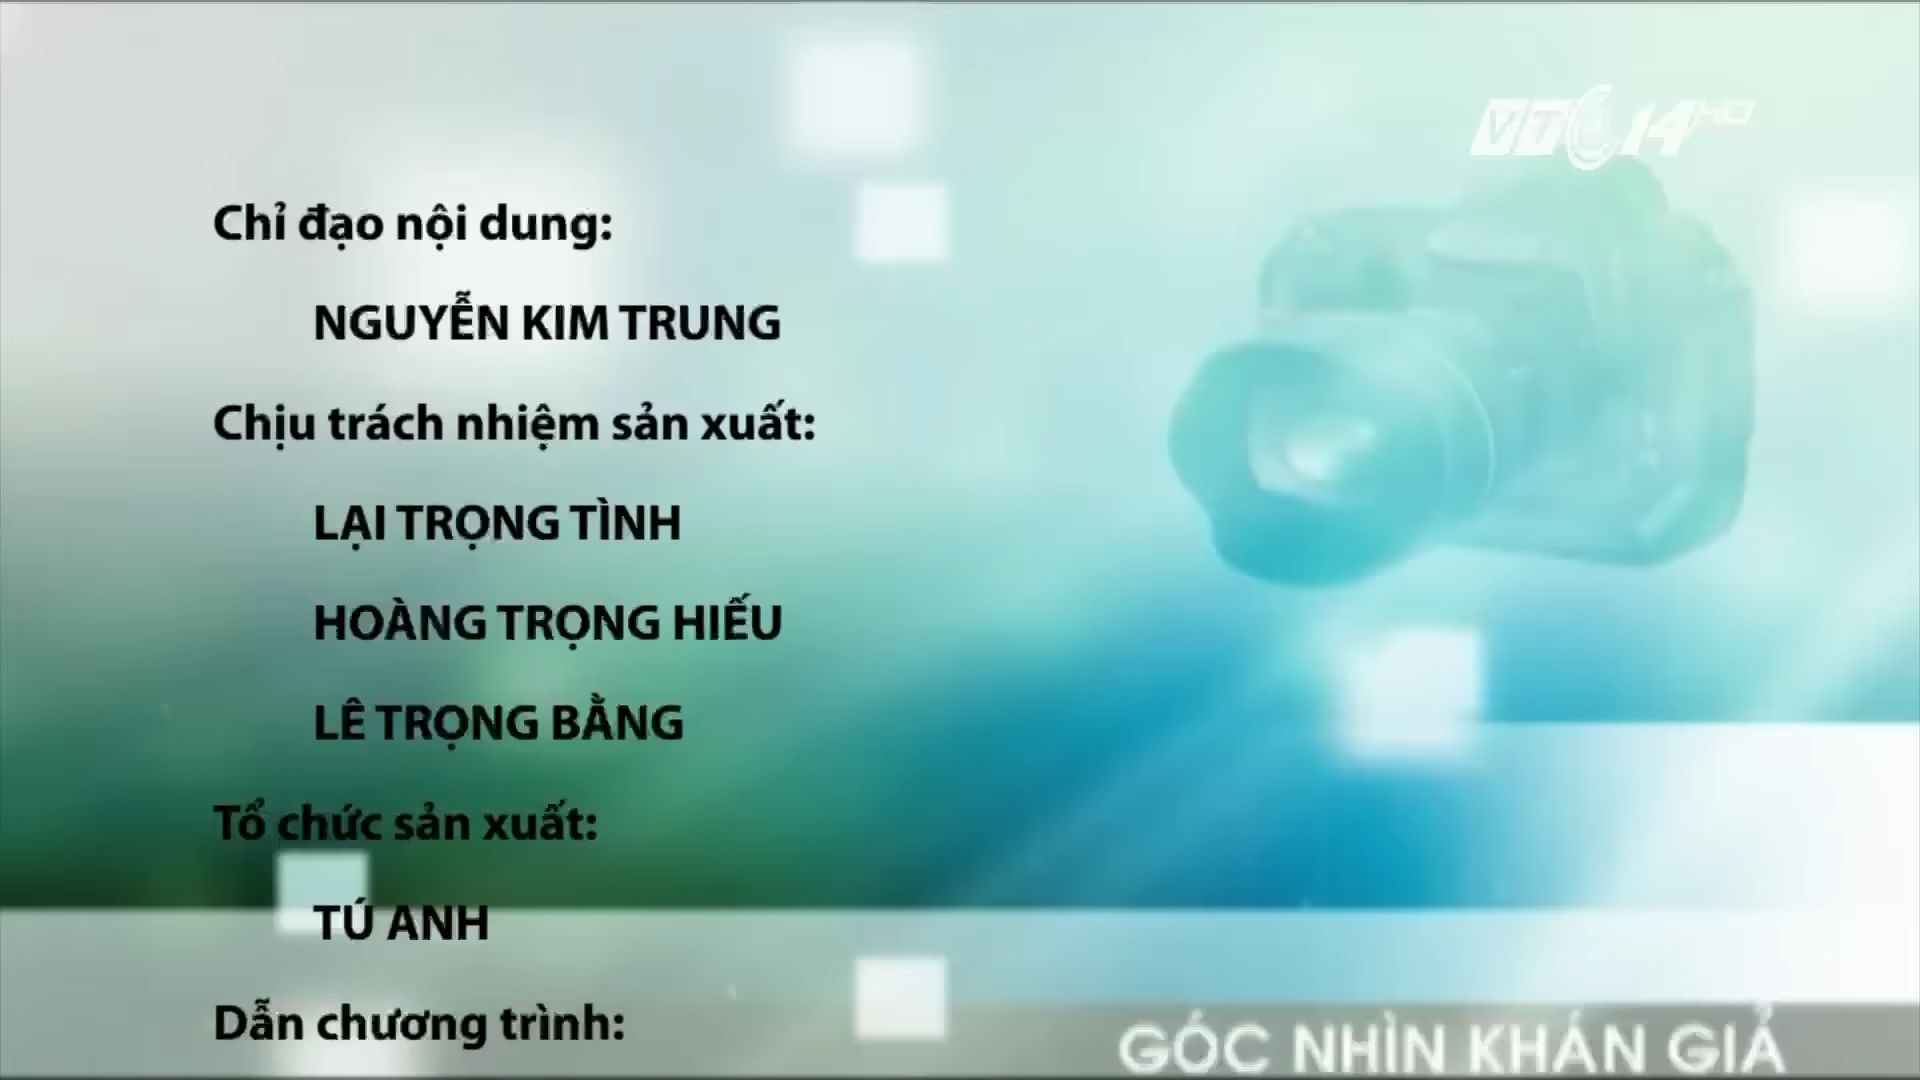 VTC14 HD
Chỉ đạo nội dung:
NGUYỄN KIM TRUNG
Chịu trách nhiệm sản xuất:
LẠI TRỌNG TÌNH
HOÀNG TRỌNG HIẾU
LÊ TRỌNG BẰNG
Tổ chức sản xuất:
TÚ ANH
Dẫn chương trình:
GÓC NHÌN KHÁN GIẢ